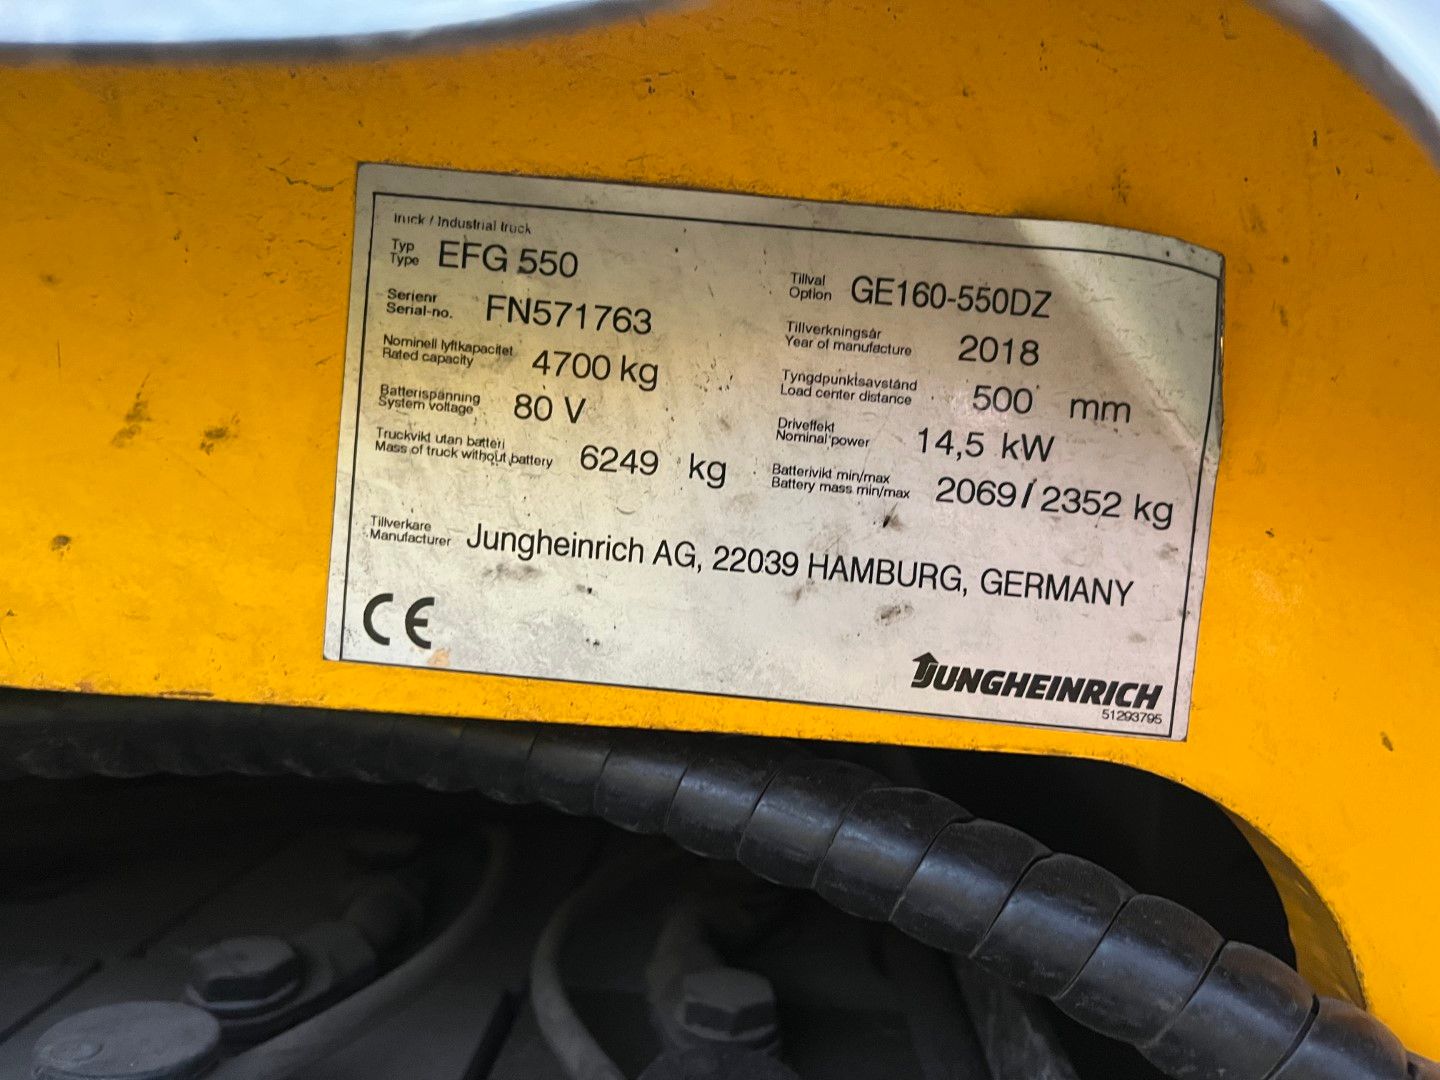 Truck / Industrial truck
Typ
Type EFG 550
Tillval
Option GE160-550DZ
Serienr
Serial-no. FN571763
Tillverkningsår
Year of manufacture 2018
Nominell lyftkapacitet
Rated capacity 4700 kg
Tyngdpunktsavstånd
Load center distance 500 mm
Batterispänning
System voltage 80 V
Driveffekt
Nominal power 14,5 kW
Truckvikt utan batteri
Mass of truck without battery 6249 kg
Batterivikt min/max
Battery mass min/max 2069/2352 kg
Tillverkare
Manufacturer Jungheinrich AG, 22039 HAMBURG, GERMANY
CE
JUNGHEINRICH
51293795